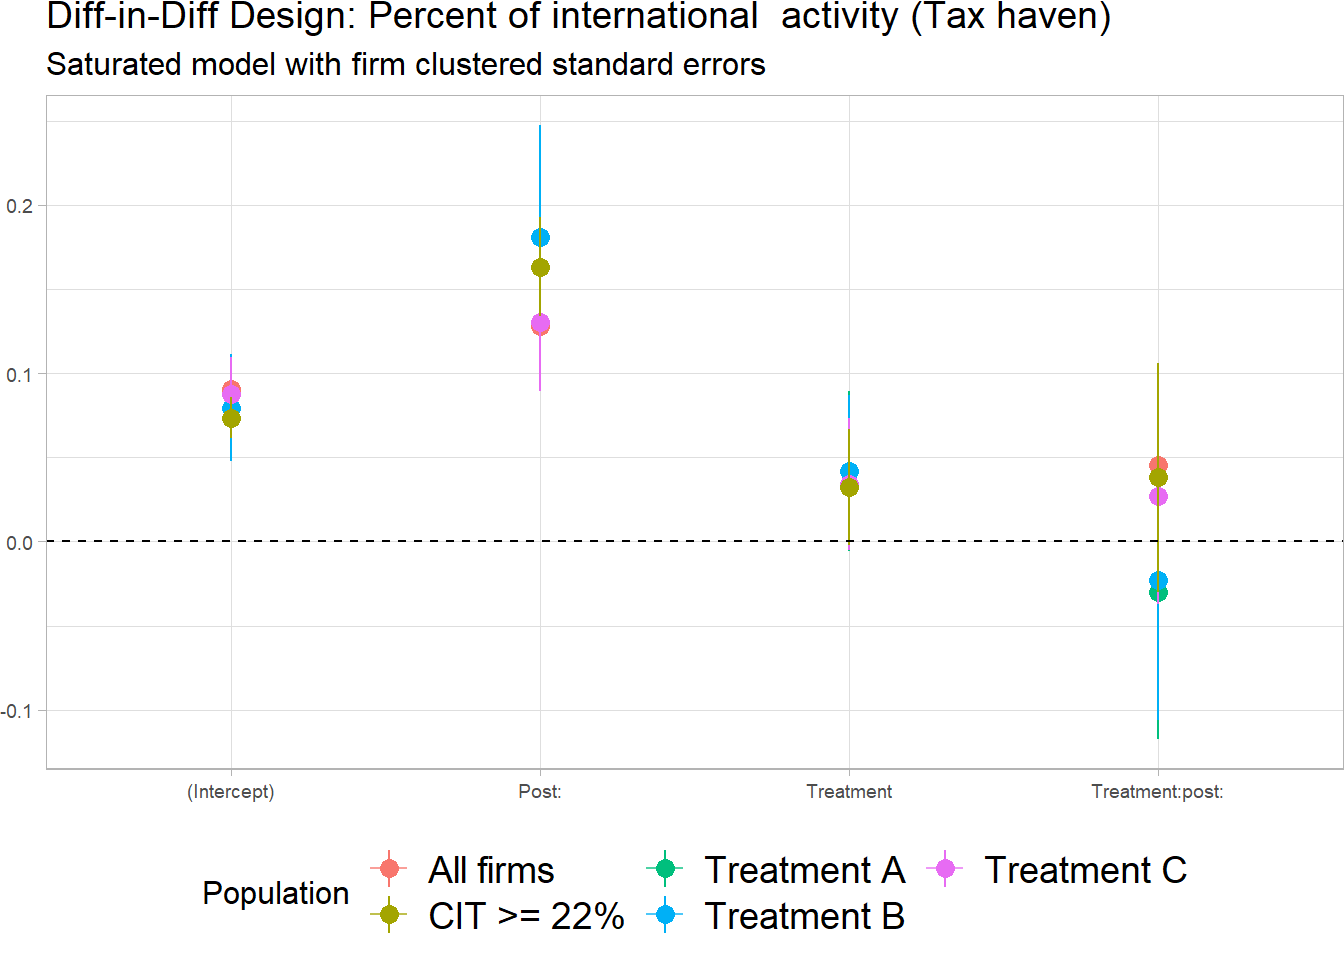 Diff-in-Diff Design: Percent of international  activity (Tax haven)
Saturated model with firm clustered standard errors
0.2
0.1
0.0
-0.1
(Intercept) Post: Treatment Treatment:post:
Population
All firms Treatment A Treatment C
CIT >= 22% Treatment B